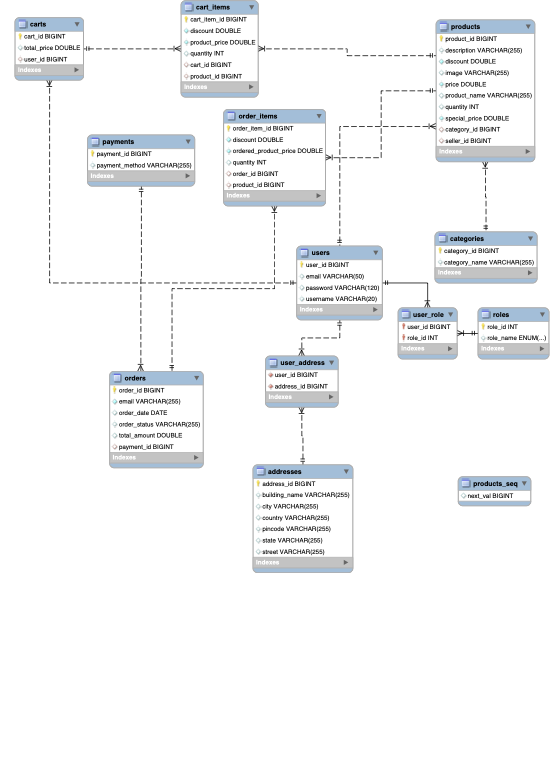 carts
cart_id BIGINT
total_price DOUBLE
user_id BIGINT
Indexes
cart_items
cart_item_id BIGINT
discount DOUBLE
product_price DOUBLE
quantity INT
cart_id BIGINT
product_id BIGINT
Indexes
products
product_id BIGINT
description VARCHAR(255)
discount DOUBLE
image VARCHAR(255)
price DOUBLE
product_name VARCHAR(255)
quantity INT
special_price DOUBLE
category_id BIGINT
seller_id BIGINT
Indexes
payments
payment_id BIGINT
payment_method VARCHAR(255)
Indexes
order_items
order_item_id BIGINT
discount DOUBLE
ordered_product_price DOUBLE
quantity INT
order_id BIGINT
product_id BIGINT
Indexes
categories
category_id BIGINT
category_name VARCHAR(255)
Indexes
users
user_id BIGINT
email VARCHAR(50)
password VARCHAR(120)
username VARCHAR(20)
Indexes
user_role
user_id BIGINT
role_id INT
Indexes
roles
role_id INT
role_name ENUM(...)
Indexes
user_address
user_id BIGINT
address_id BIGINT
Indexes
orders
order_id BIGINT
email VARCHAR(255)
order_date DATE
order_status VARCHAR(255)
total_amount DOUBLE
payment_id BIGINT
Indexes
addresses
address_id BIGINT
building_name VARCHAR(255)
city VARCHAR(255)
country VARCHAR(255)
pincode VARCHAR(255)
state VARCHAR(255)
street VARCHAR(255)
Indexes
products_seq
next_val BIGINT